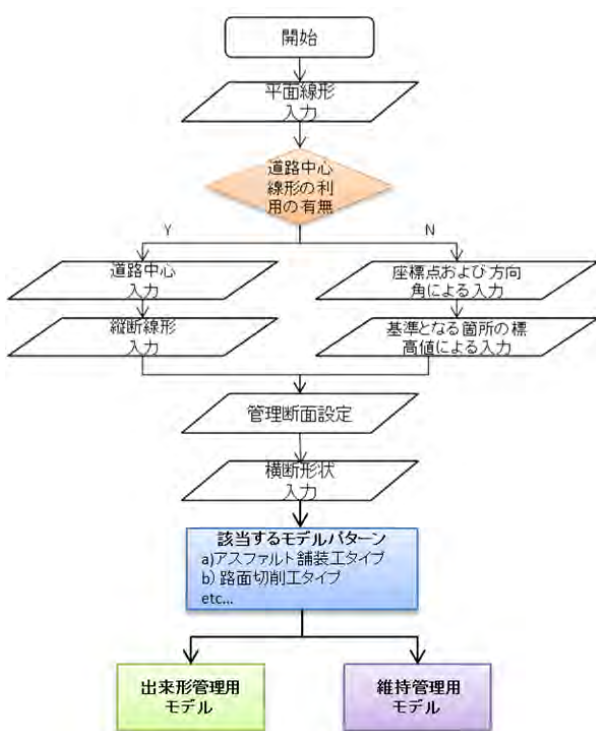 開始
平面線形
入力
道路中心
線形の利
用の有無
Y
N
道路中心
入力
座標点および方向
角による入力
縦断線形
入力
基準となる箇所の標
高値による入力
管理断面設定
横断形状
入力
該当するモデルパターン
a)アスファルト舗装工タイプ
b) 路面切削工タイプ
etc...
出来形管理用
モデル
維持管理用
モデル